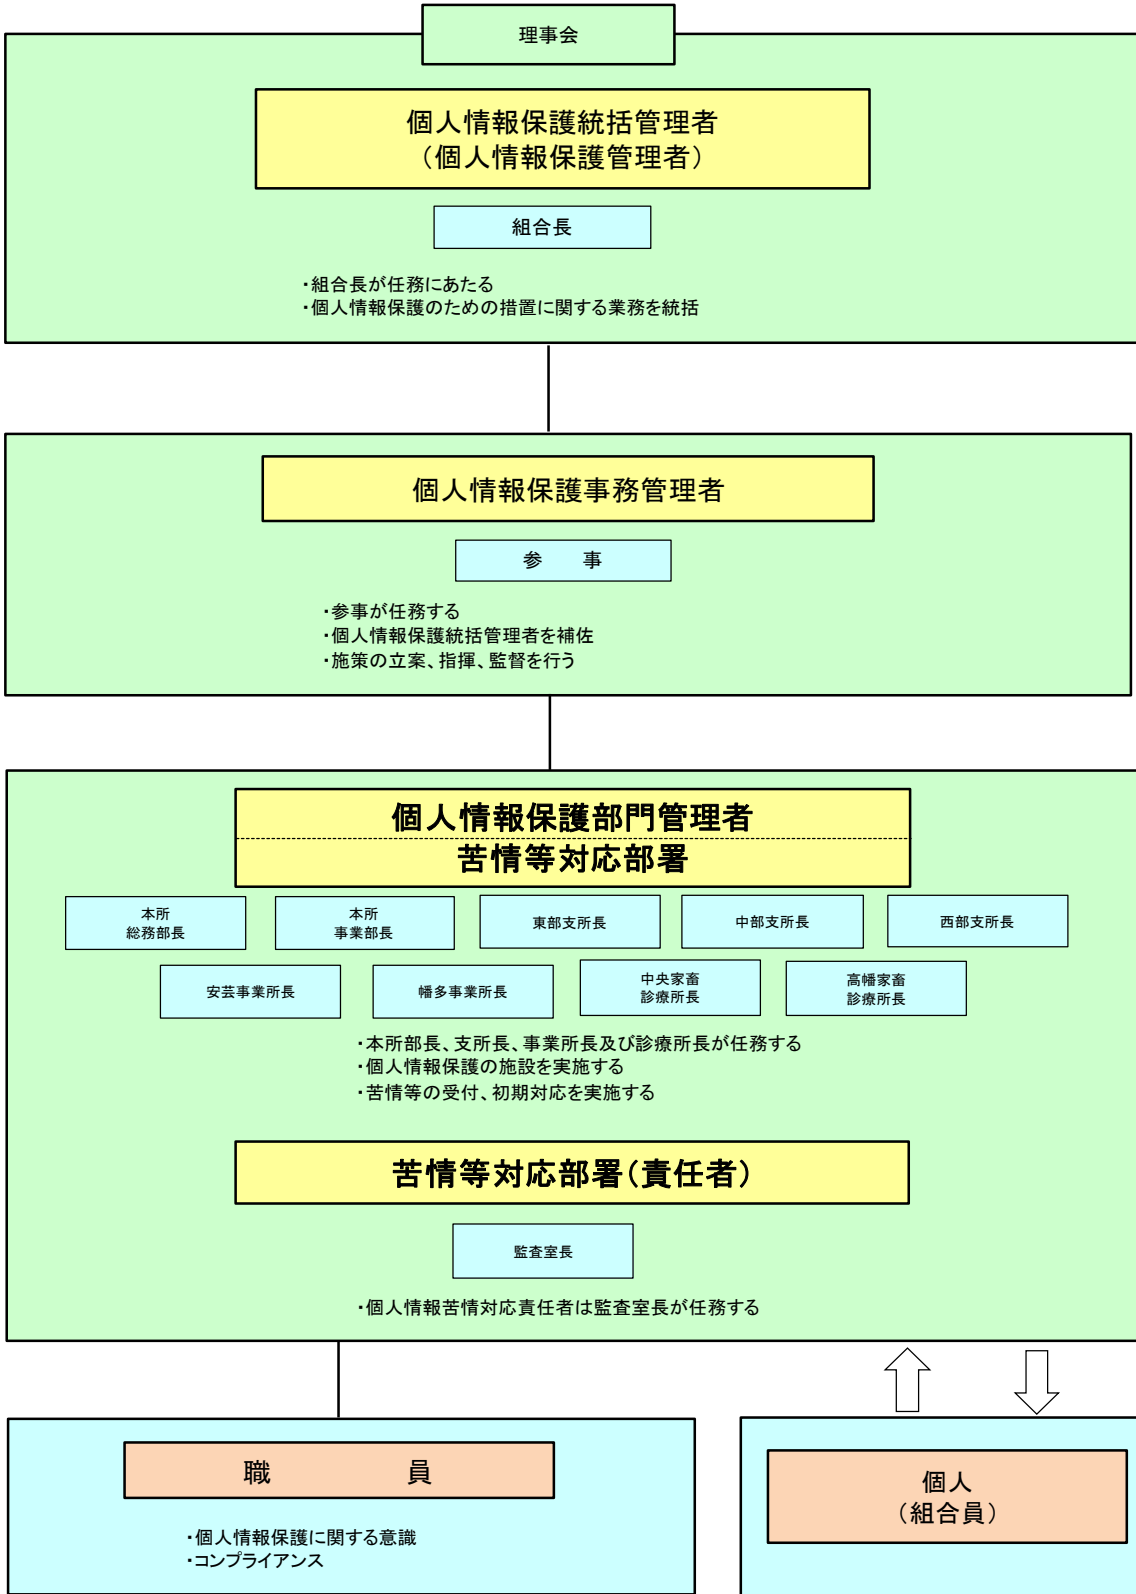 理事会
個人情報保護統括管理者
（個人情報保護管理者）
組合長
・組合長が任務にあたる
・個人情報保護のための措置に関する業務を統括
個人情報保護事務管理者
参　　事
・参事が任務する
・個人情報保護統括管理者を補佐
・施策の立案、指揮、監督を行う
個人情報保護部門管理者
苦情等対応部署
本所
総務部長
本所
事業部長
東部支所長
中部支所長
西部支所長
安芸事業所長
幡多事業所長
中央家畜
診療所長
高幡家畜
診療所長
・本所部長、支所長、事業所長及び診療所長が任務する
・個人情報保護の施設を実施する
・苦情等の受付、初期対応を実施する
苦情等対応部署（責任者）
監査室長
・個人情報苦情対応責任者は監査室長が任務する
職　　　　　員
・個人情報保護に関する意識
・コンプライアンス
個人
（組合員）